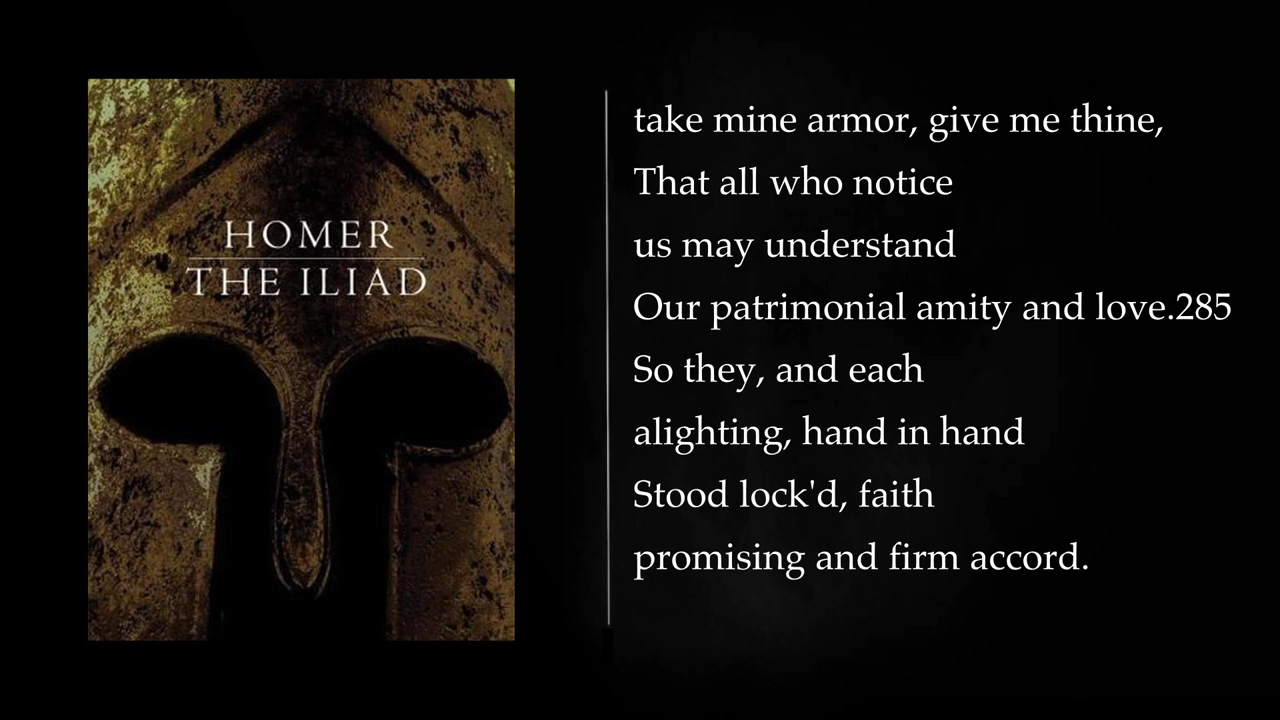 HOMER
THE ILIAD
take mine armor, give me thine,
That all who notice
us may understand
Our patrimonial amity and love.285
So they, and each
alighting, hand in hand
Stood lock'd, faith
promising and firm accord.